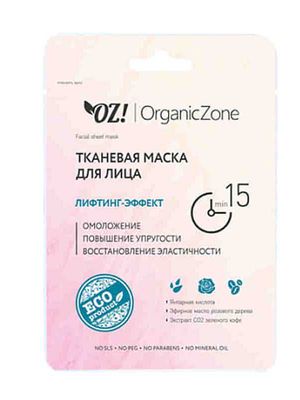 OZ! | OrganicZone
Facial sheet mask
ТКАНЕВАЯ МАСКА
ДЛЯ ЛИЦА
ЛИФТИНГ-ЭФФЕКТ
15
min
ОМОЛОЖЕНИЕ
ПОВЫШЕНИЕ УПРУГОСТИ
ВОССТАНОВЛЕНИЕ ЭЛАСТИЧНОСТИ
ECO
product
Янтарная кислота
Эфирное масло розового дерева
Экстракт CO2 зеленого кофе
NO SLS • NO PEG • NO PARABENS • NO MINERAL OIL